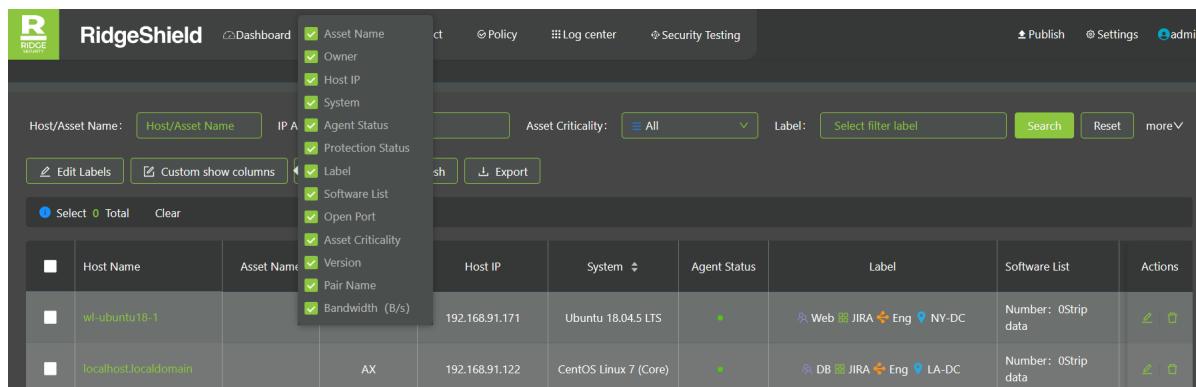 RIDGE
SECURITY
RidgeShield Dashboard ct Policy Log center Security Testing Publish Settings admi
Asset Name
Owner
Host IP
System
Agent Status
Protection Status
Label
Software List
Open Port
Asset Criticality
Version
Pair Name
Bandwidth (B/s)
Host/Asset Name: Host/Asset Name IP A Asset Criticality: All Label: Select filter label Search Reset more
Edit Labels Custom show columns sh Export
Select 0 Total Clear
Host Name Asset Name Host IP System Agent Status Label Software List Actions
wl-ubuntu18-1 192.168.91.171 Ubuntu 18.04.5 LTS Web JIRA Eng NY-DC Number: 0Strip data
localhost.localdomain AX 192.168.91.122 CentOS Linux 7 (Core) DB JIRA Eng LA-DC Number: 0Strip data